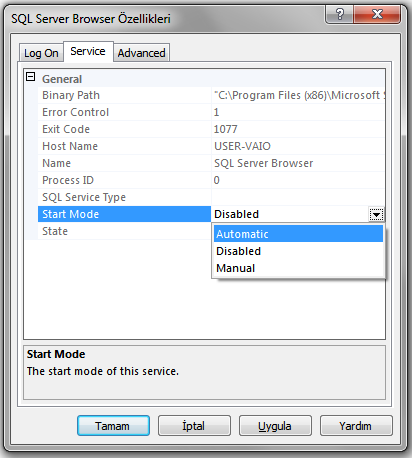 SQL Server Browser Özellikleri
Log On Service Advanced
General
Binary Path "C:\Program Files (x86)\Microsoft S
Error Control 1
Exit Code 1077
Host Name USER-VAIO
Name SQL Server Browser
Process ID 0
SQL Service Type
Start Mode Disabled
State
Automatic
Disabled
Manual
Start Mode
The start mode of this service.
Tamam İptal Uygula Yardım